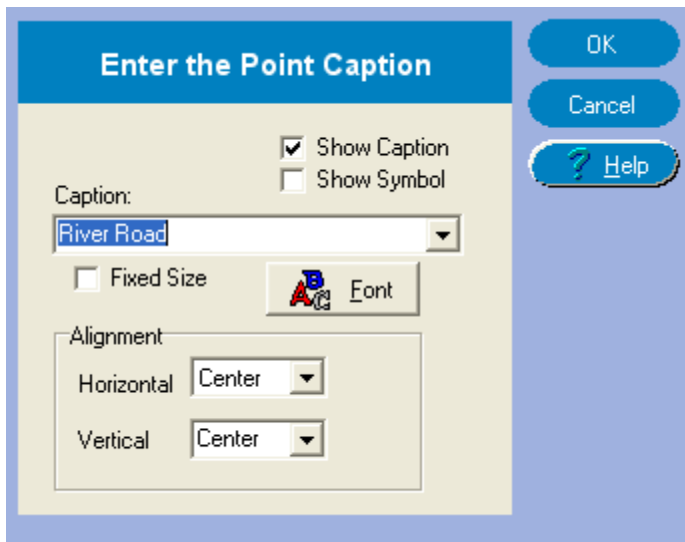 Enter the Point Caption
OK
Cancel
? Help
Show Caption
Show Symbol
Caption:
River Road
Fixed Size
ABC Font
Alignment
Horizontal Center
Vertical Center